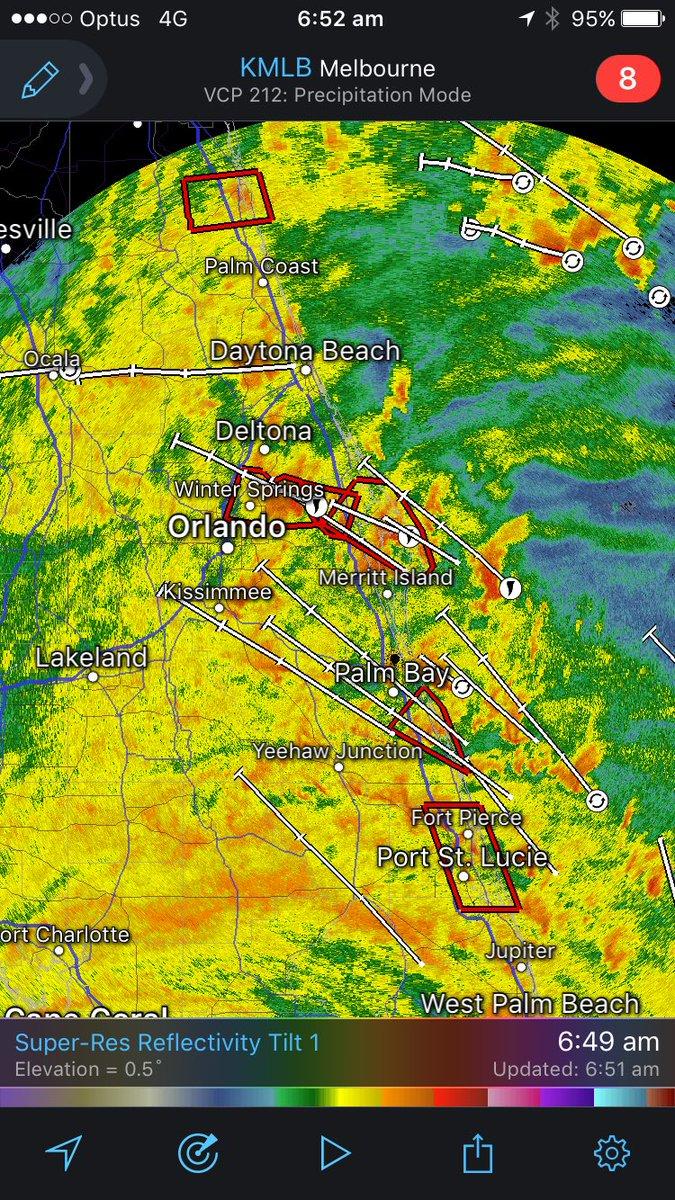 Optus 4G 6:52 am 95%
KMLB Melbourne
VCP 212: Precipitation Mode
8
esville
Palm Coast
Ocala
Daytona Beach
Deltona
Winter Springs
Orlando
Merritt Island
Kissimmee
Lakeland
Palm Bay
Yeehaw Junction
Fort Pierce
Port St. Lucie
ort Charlotte
Jupiter
West Palm Beach
Cape Coral
Super-Res Reflectivity Tilt 1 6:49 am
Elevation = 0.5° Updated: 6:51 am